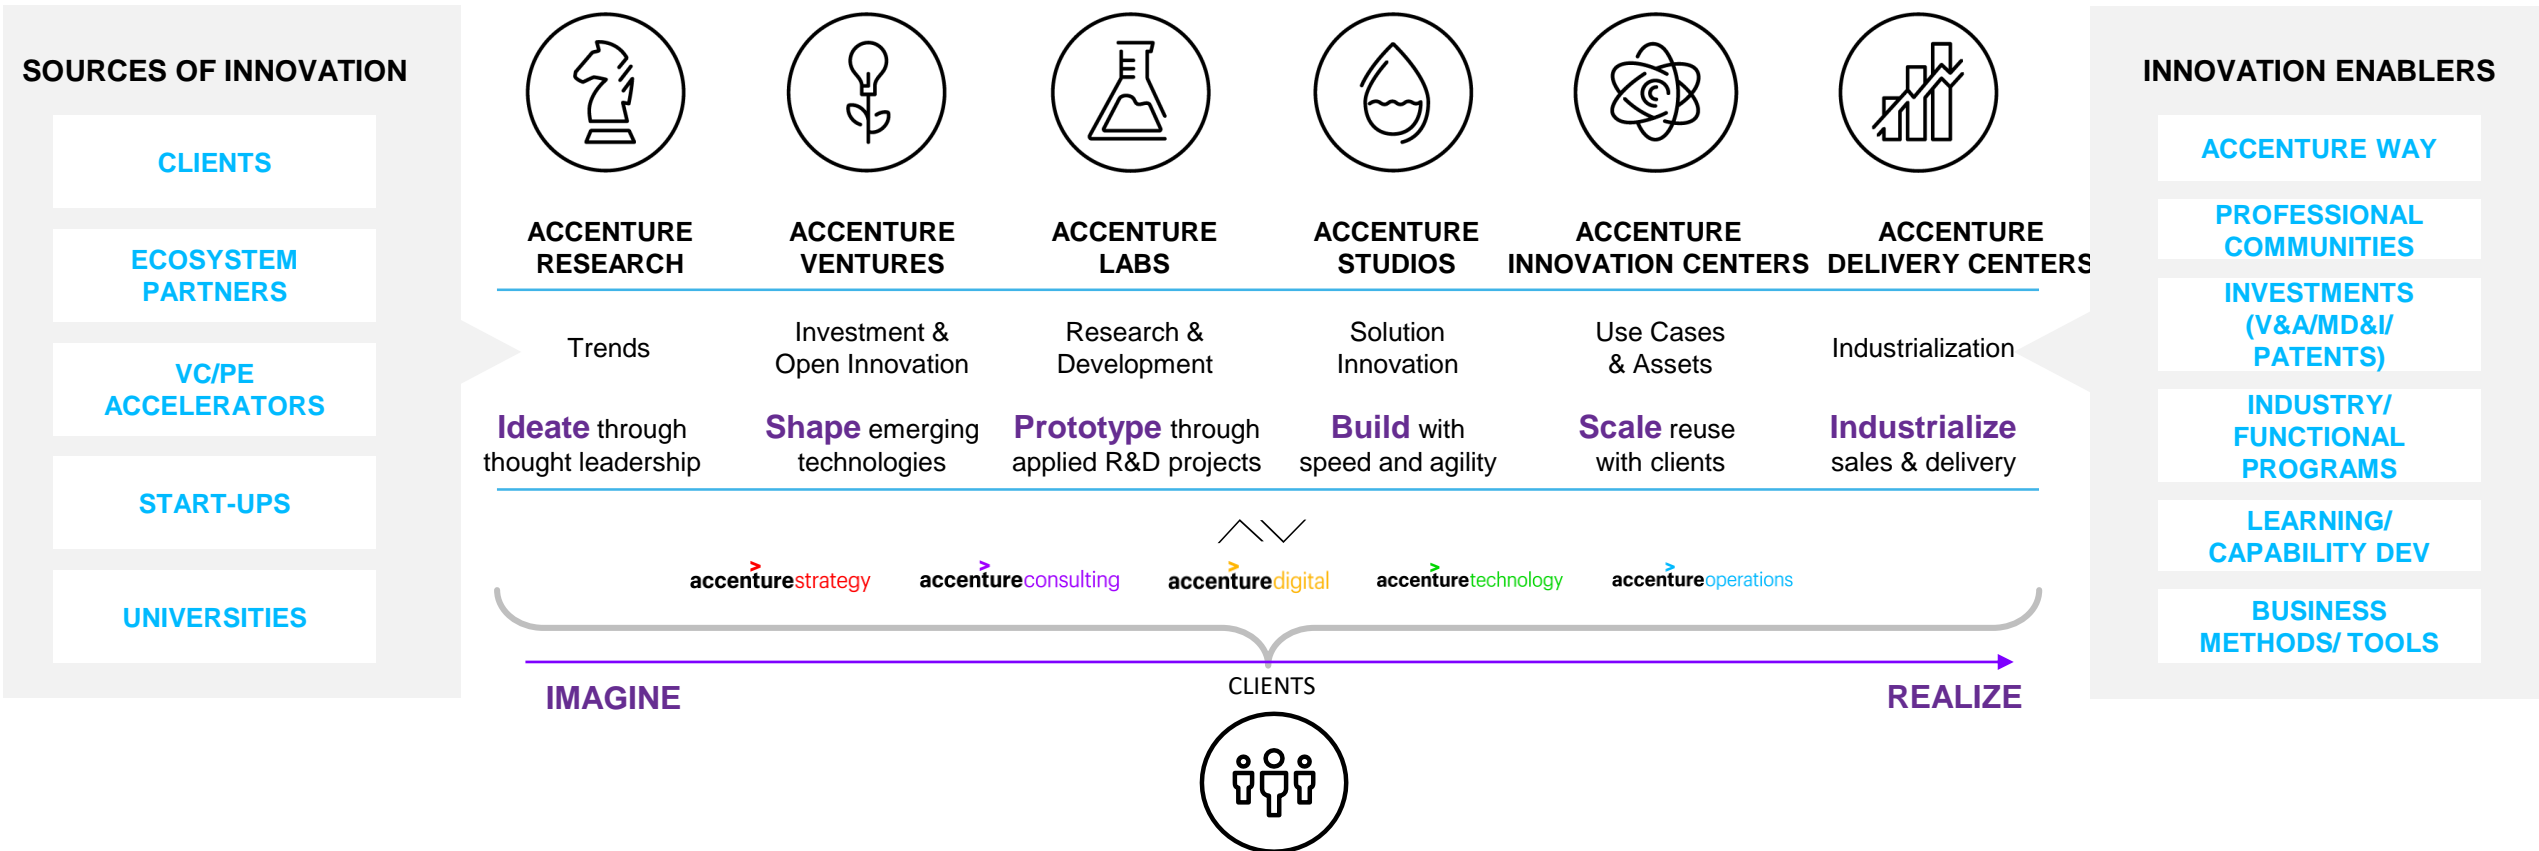 SOURCES OF INNOVATION
CLIENTS
ECOSYSTEM
PARTNERS
VC/PE
ACCELERATORS
START-UPS
UNIVERSITIES
ACCENTURE
RESEARCH
ACCENTURE
VENTURES
ACCENTURE
LABS
ACCENTURE
STUDIOS
ACCENTURE
INNOVATION CENTERS
ACCENTURE
DELIVERY CENTERS
Trends
Investment &
Open Innovation
Research &
Development
Solution
Innovation
Use Cases
& Assets
Industrialization
Ideate through
thought leadership
Shape emerging
technologies
Prototype through
applied R&D projects
Build with
speed and agility
Scale reuse
with clients
Industrialize
sales & delivery
accenturestrategy
accentureconsulting
accenturedigital
accenturetechnology
accentureoperations
IMAGINE
CLIENTS
REALIZE
INNOVATION ENABLERS
ACCENTURE WAY
PROFESSIONAL
COMMUNITIES
INVESTMENTS
(V&A/MD&I/
PATENTS)
INDUSTRY/
FUNCTIONAL
PROGRAMS
LEARNING/
CAPABILITY DEV
BUSINESS
METHODS/ TOOLS